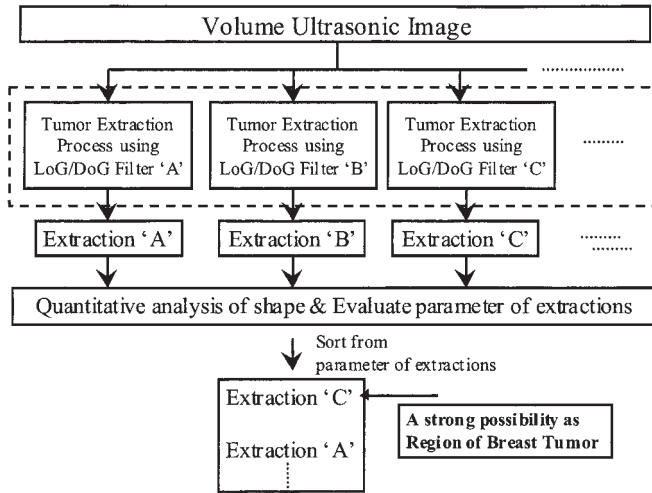 Volume Ultrasonic Image
Tumor Extraction
Process using
LoG/DoG Filter ‘A’
Tumor Extraction
Process using
LoG/DoG Filter ‘B’
Tumor Extraction
Process using
LoG/DoG Filter ‘C’
Extraction ‘A’
Extraction ‘B’
Extraction ‘C’
Quantitative analysis of shape & Evaluate parameter of extractions
Sort from
parameter of extractions
Extraction ‘C’
A strong possibility as
Region of Breast Tumor
Extraction ‘A’